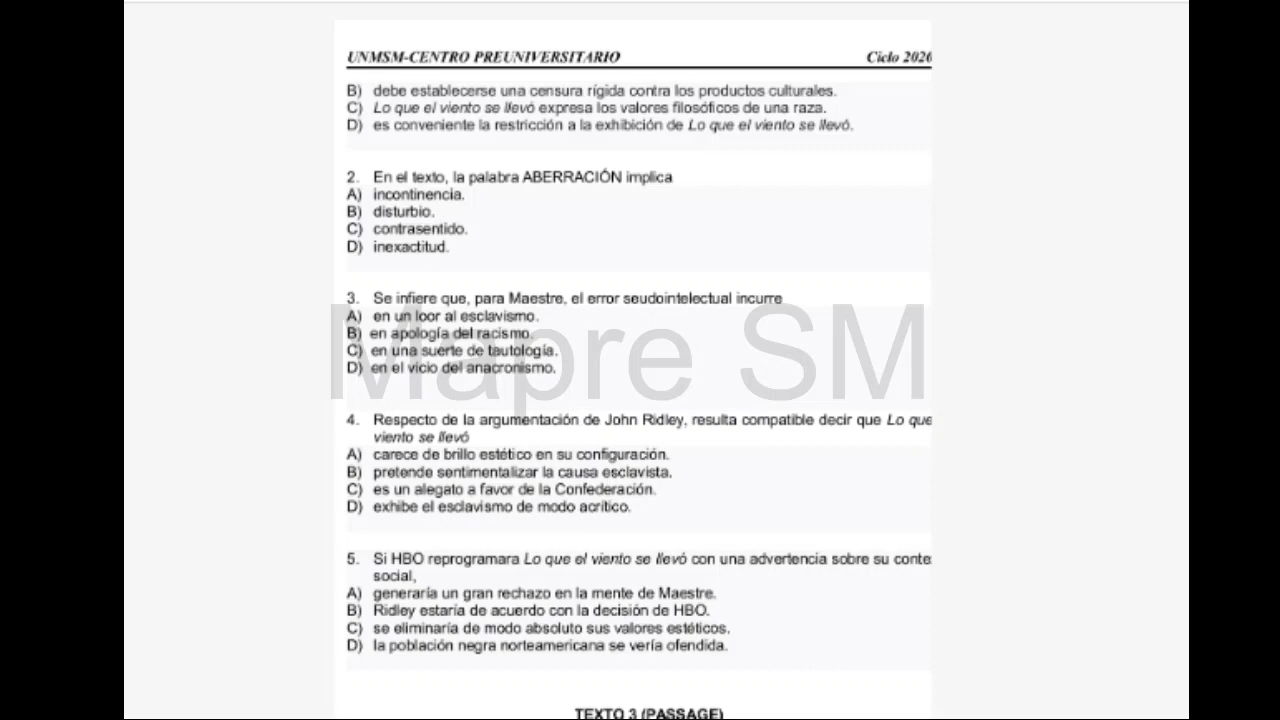 UNMSM-CENTRO PREUNIVERSITARIO Ciclo 2020
B) debe establecerse una censura rígida contra los productos culturales.
C) Lo que el viento se llevó expresa los valores filosóficos de una raza.
D) es conveniente la restricción a la exhibición de Lo que el viento se llevó.
2. En el texto, la palabra ABERRACIÓN implica
A) incontinencia.
B) disturbio.
C) contrasentido.
D) inexactitud.
3. Se infiere que, para Maestre, el error seudointelectual incurre
A) en un loor al esclavismo.
B) en apología del racismo.
C) en una suerte de tautología.
D) en el vicio del anacronismo.
Mapre SM
4. Respecto de la argumentación de John Ridley, resulta compatible decir que Lo que
viento se llevó
A) carece de brillo estético en su configuración.
B) pretende sentimentalizar la causa esclavista.
C) es un alegato a favor de la Confederación.
D) exhibe el esclavismo de modo acrítico.
5. Si HBO reprogramara Lo que el viento se llevó con una advertencia sobre su conte
social,
A) generaría un gran rechazo en la mente de Maestre.
B) Ridley estaría de acuerdo con la decisión de HBO.
C) se eliminaría de modo absoluto sus valores estéticos.
D) la población negra norteamericana se vería ofendida.
TEXTO 3 (PASSAGE)